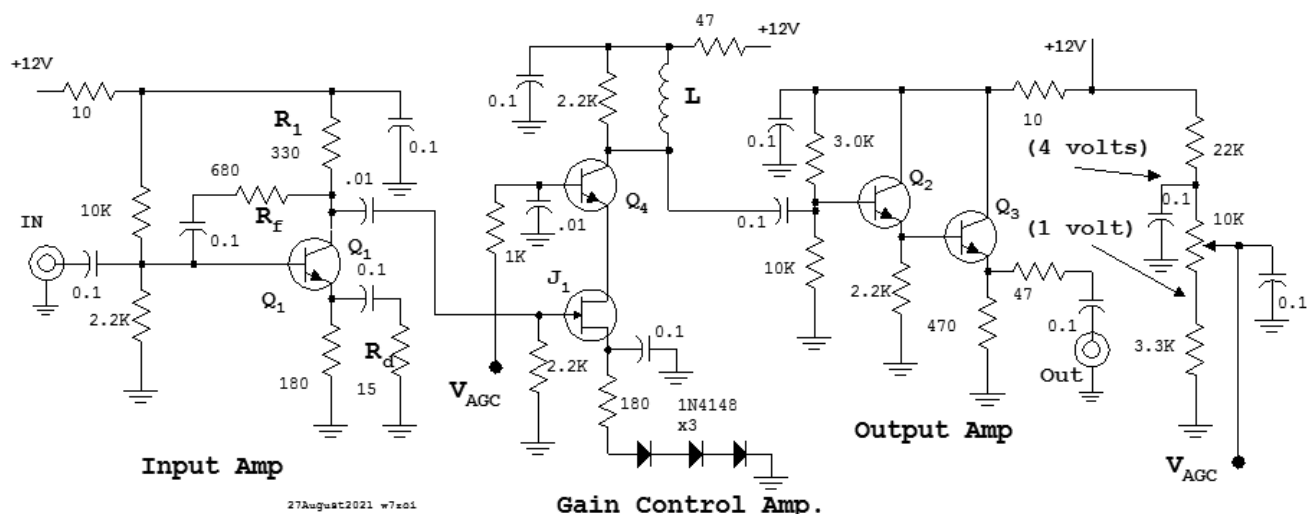 +12V
10
R1
330
0.1
680
Rf
.01
10K
0.1
IN
0.1
2.2K
Q1
Q1
0.1
180
Rd
15
Input Amp
27August2021 w7zoi
47
+12V
0.1
2.2K
L
Q4
.01
1K
J1
0.1
VAGC
2.2K
180
1N4148
x3
Gain Control Amp.
+12V
0.1
3.0K
10
(4 volts)
22K
Q2
Q3
0.1
0.1
10K
(1 volt)
10K
2.2K
470
47
0.1
0.1
3.3K
Out
Output Amp
VAGC